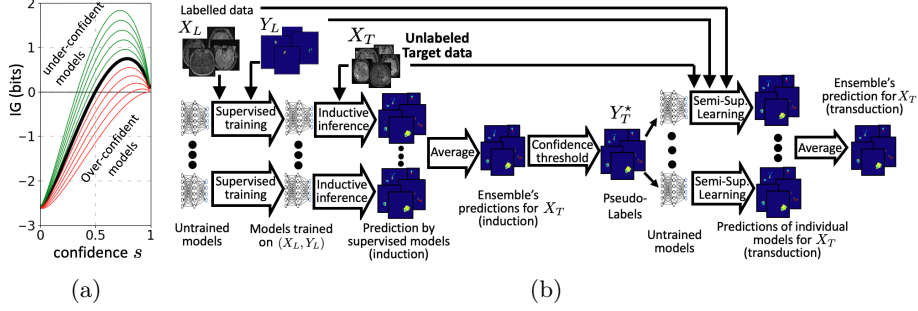 2
1
0
−1
−2
−3
0
0.5
1
IG (bits)
confidence s
under-confident
models
Over-confident
models
(a)
Labelled data
X_L
Y_L
X_T
Unlabeled
Target data
Supervised
training
Inductive
inference
Supervised
training
Inductive
inference
Untrained
models
Models trained
on (X_L, Y_L)
Prediction by
supervised models
(induction)
Average
Ensemble's
predictions for X_T
(induction)
Confidence
threshold
Y_T^⋆
Pseudo-
Labels
Untrained
models
Semi-Sup.
Learning
Semi-Sup.
Learning
Predictions of individual
models for X_T
(transduction)
Average
Ensemble's
prediction for X_T
(transduction)
(b)